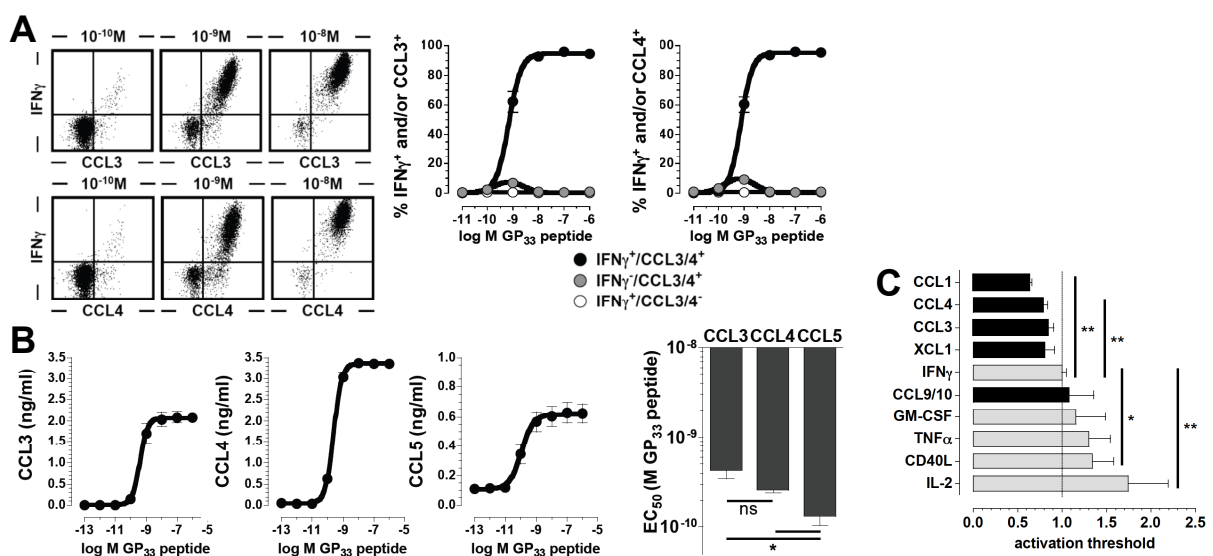 A
10⁻¹⁰M
10⁻⁹M
10⁻⁸M
IFNγ
CCL3
CCL3
CCL3
10⁻¹⁰M
10⁻⁹M
10⁻⁸M
IFNγ
CCL4
CCL4
CCL4
% IFNγ⁺ and/or CCL3⁺
100
80
60
40
20
0
-11 -10 -9 -8 -7 -6
log M GP₃₃ peptide
% IFNγ⁺ and/or CCL4⁺
100
80
60
40
20
0
-11 -10 -9 -8 -7 -6
log M GP₃₃ peptide
IFNγ⁺/CCL3/4⁺
IFNγ⁻/CCL3/4⁺
IFNγ⁺/CCL3/4⁻
B
CCL3 (ng/ml)
3.5
3.0
2.5
2.0
1.5
1.0
0.5
0.0
-13 -11 -9 -7 -5
log M GP₃₃ peptide
CCL4 (ng/ml)
3.5
3.0
2.5
2.0
1.5
1.0
0.5
0.0
-13 -11 -9 -7 -5
log M GP₃₃ peptide
CCL5 (ng/ml)
1.0
0.8
0.6
0.4
0.2
0.0
-13 -11 -9 -7 -5
log M GP₃₃ peptide
CCL3 CCL4 CCL5
EC₅₀ (M GP₃₃ peptide)
10⁻⁸
10⁻⁹
10⁻¹⁰
ns
*
C
CCL1
CCL4
CCL3
XCL1
IFNγ
CCL9/10
GM-CSF
TNFα
CD40L
IL-2
**
**
*
**
0.0 0.5 1.0 1.5 2.0 2.5
activation threshold